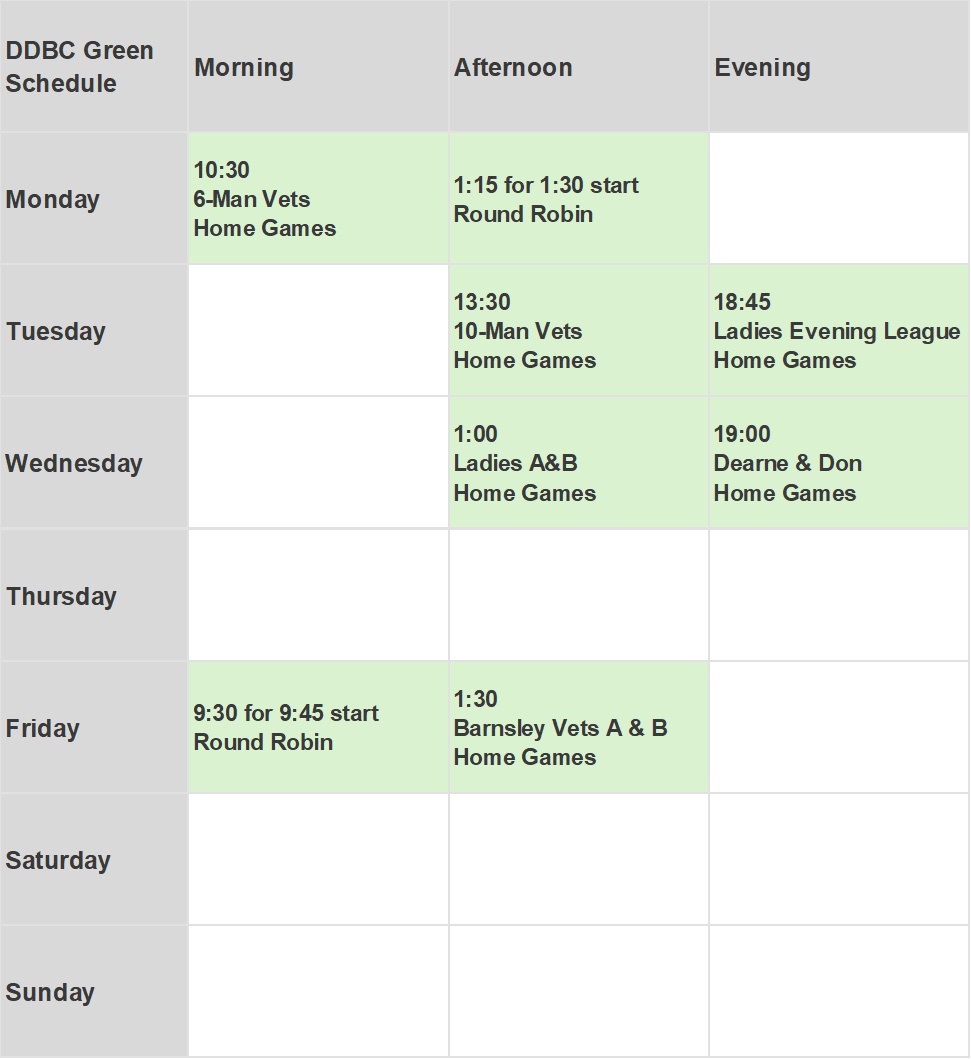 DDBC Green
Schedule
Morning
Afternoon
Evening
Monday
10:30
6-Man Vets
Home Games
1:15 for 1:30 start
Round Robin
Tuesday
13:30
10-Man Vets
Home Games
18:45
Ladies Evening League
Home Games
Wednesday
1:00
Ladies A&B
Home Games
19:00
Dearne & Don
Home Games
Thursday
Friday
9:30 for 9:45 start
Round Robin
1:30
Barnsley Vets A & B
Home Games
Saturday
Sunday